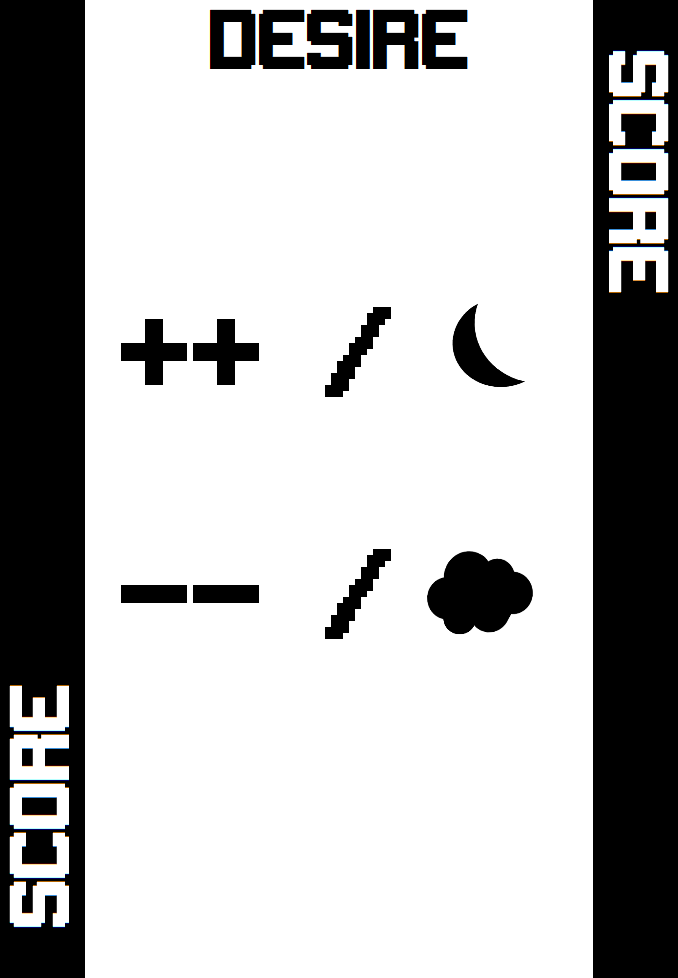 DESIRE
SCORE
++ /
-- /
SCORE